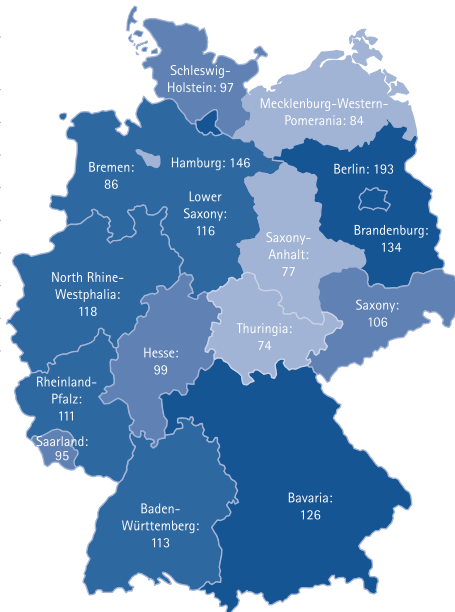 Schleswig-
Holstein: 97
Mecklenburg-Western-
Pomerania: 84
Hamburg: 146
Bremen:
86
Berlin: 193
Lower
Saxony:
116
Brandenburg:
134
Saxony-
Anhalt:
77
North Rhine-
Westphalia:
118
Saxony:
106
Thuringia:
74
Hesse:
99
Rheinland-
Pfalz:
111
Saarland:
95
Bavaria:
126
Baden-
Württemberg:
113